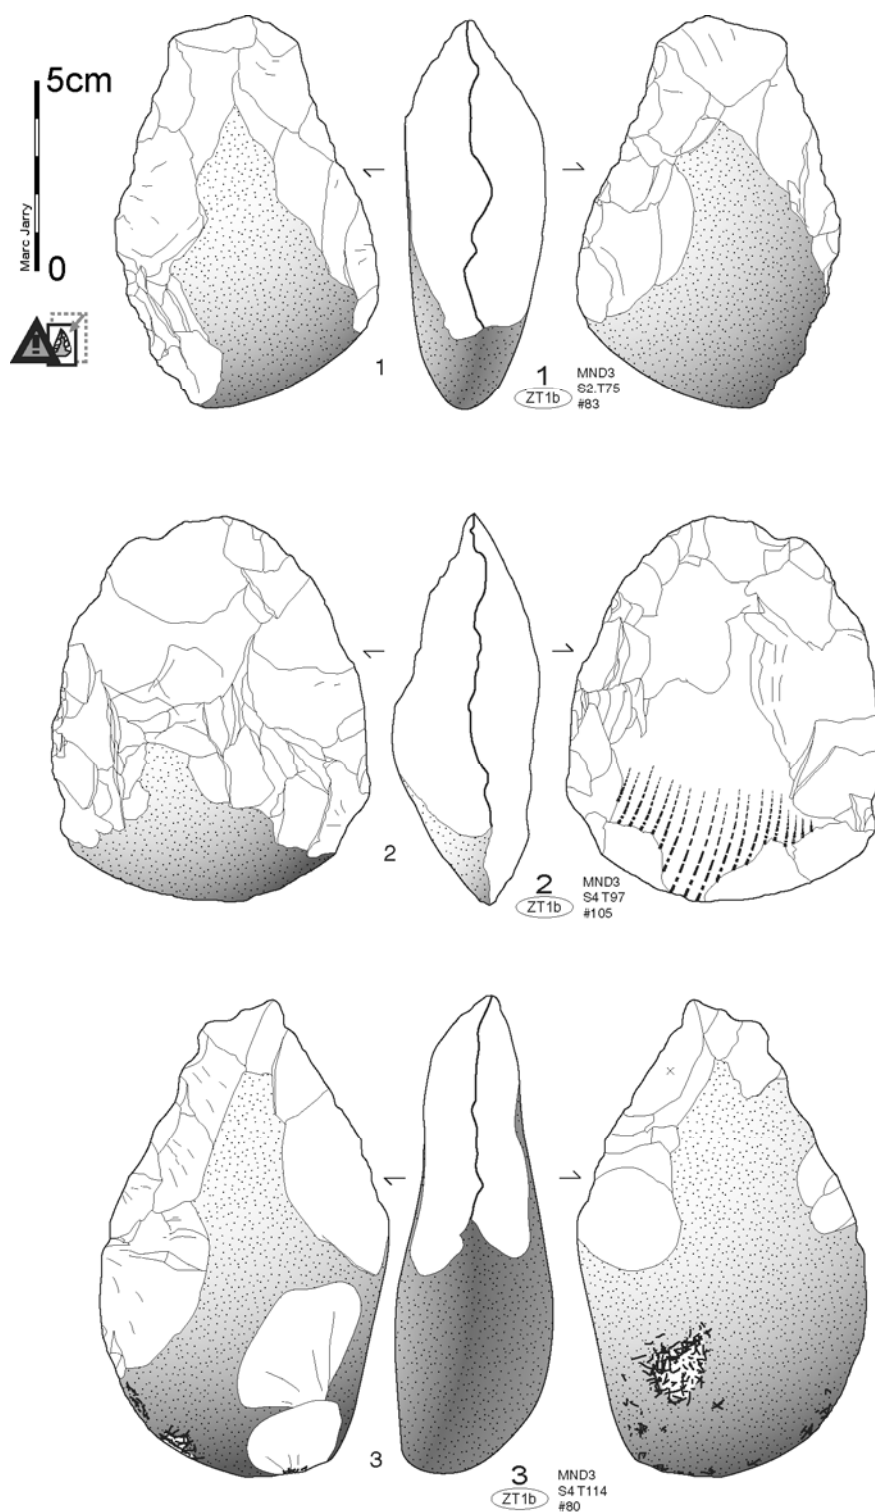 5cm
Marc Jarry
0
1
1
ZT1b
MND3
S2.T75
#83
2
2
ZT1b
MND3
S4 T97
#105
3
3
ZT1b
MND3
S4 T114
#80